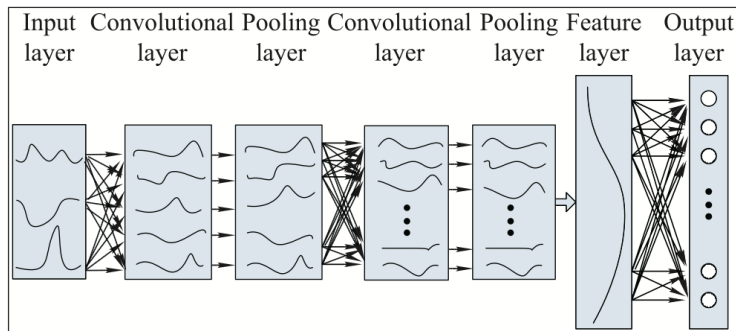 Input layer
Convolutional layer
Pooling layer
Convolutional layer
Pooling layer
Feature layer
Output layer